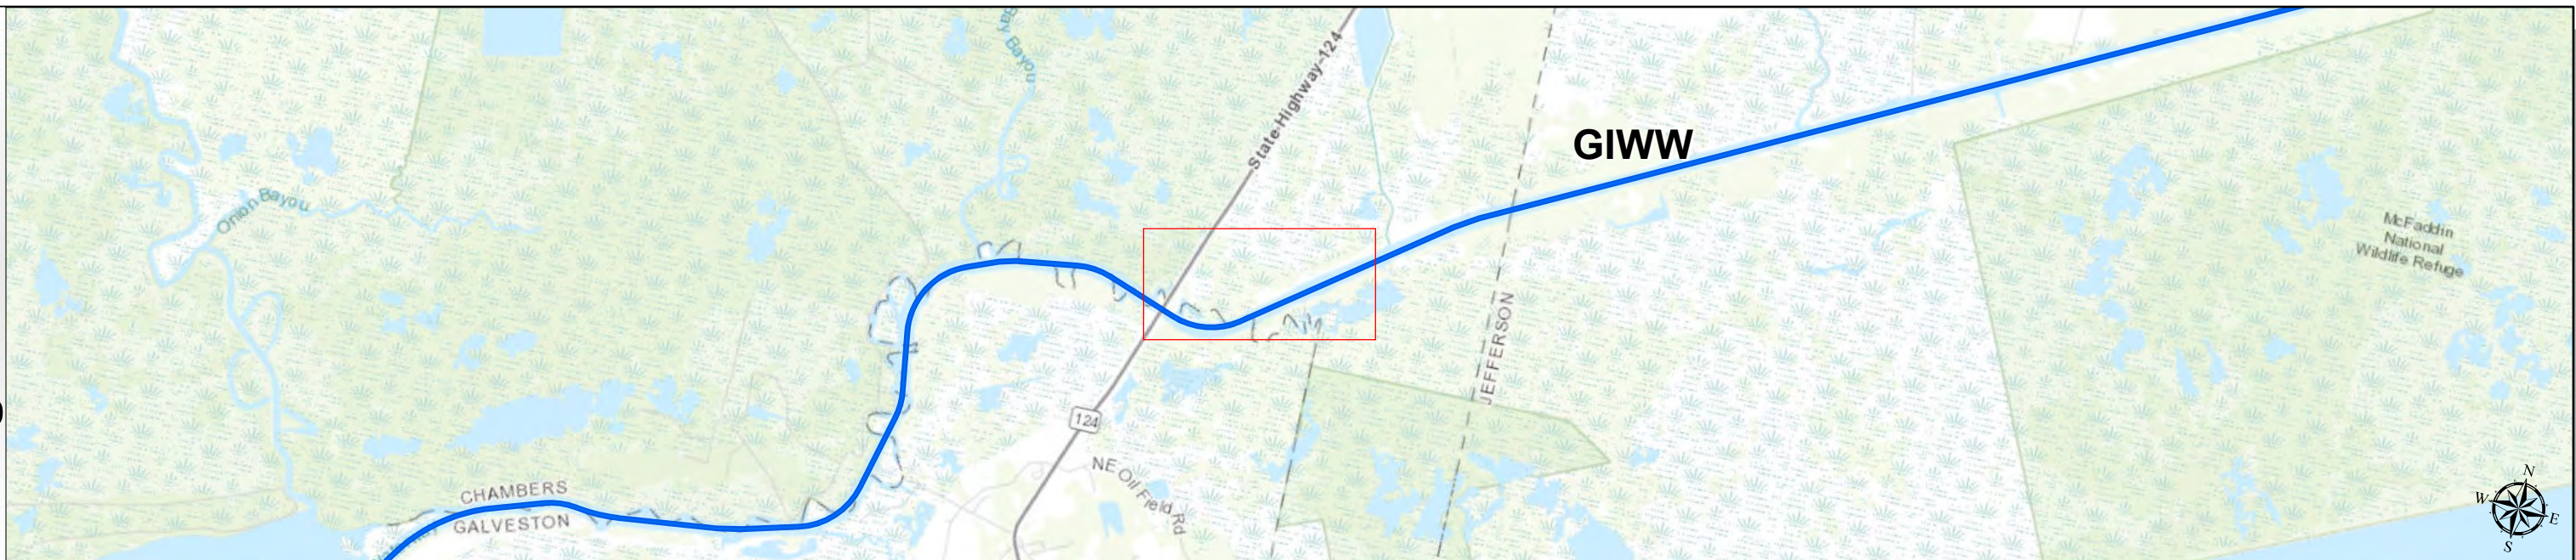 Bay Bayou
State Highway 124
GIWW
Onion Bayou
McFaddin
National
Wildlife Refuge
JEFFERSON
124
NE Oil Field Rd
CHAMBERS
GALVESTON
N
W
E
S